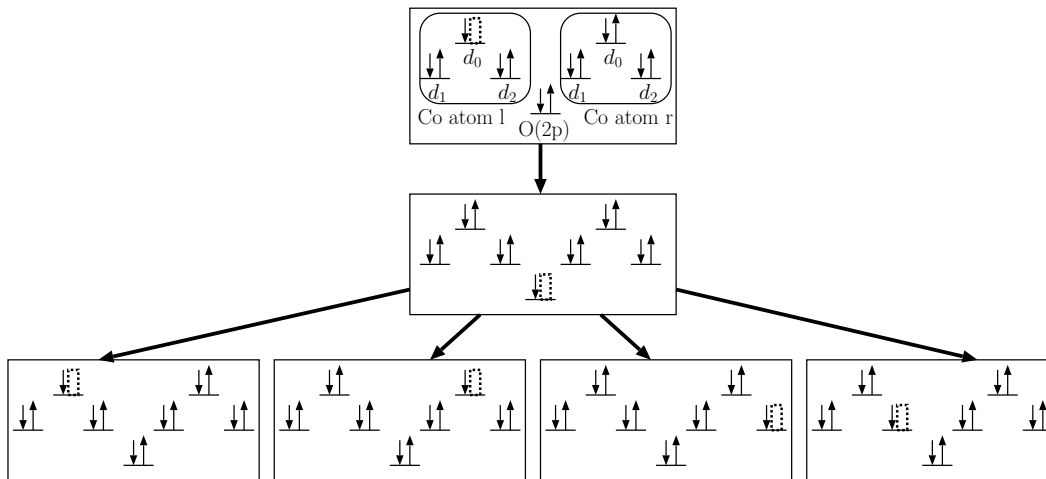 d₀ d₀
d₁ d₂ d₁ d₂
Co atom l Co atom r
O(2p)